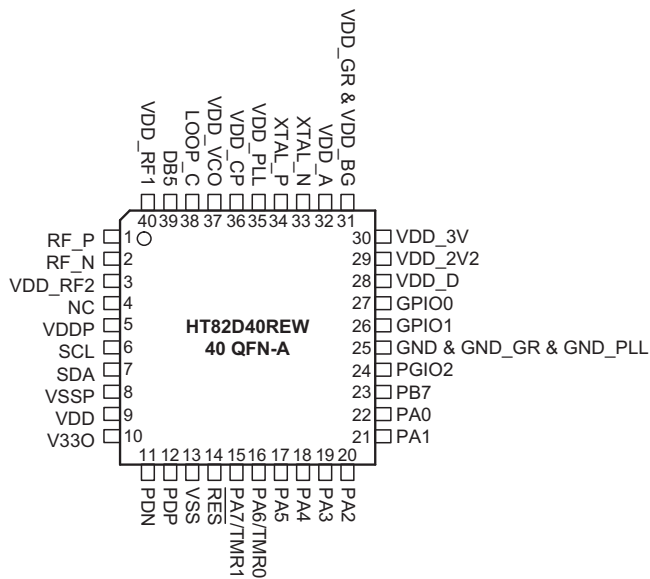 VDD_RF1
DB5
LOOP_C
VDD_VCO
VDD_CP
VDD_PLL
XTAL_P
XTAL_N
VDD_A
VDD_GR & VDD_BG
40 39 38 37 36 35 34 33 32 31
RF_P 1
RF_N 2
VDD_RF2 3
NC 4
VDDP 5
SCL 6
SDA 7
VSSP 8
VDD 9
V33O 10
HT82D40REW
40 QFN-A
30 VDD_3V
29 VDD_2V2
28 VDD_D
27 GPIO0
26 GPIO1
25 GND & GND_GR & GND_PLL
24 PGIO2
23 PB7
22 PA0
21 PA1
11 12 13 14 15 16 17 18 19 20
PDN
PDP
VSS
RES
PA7/TMR1
PA6/TMR0
PA5
PA4
PA3
PA2